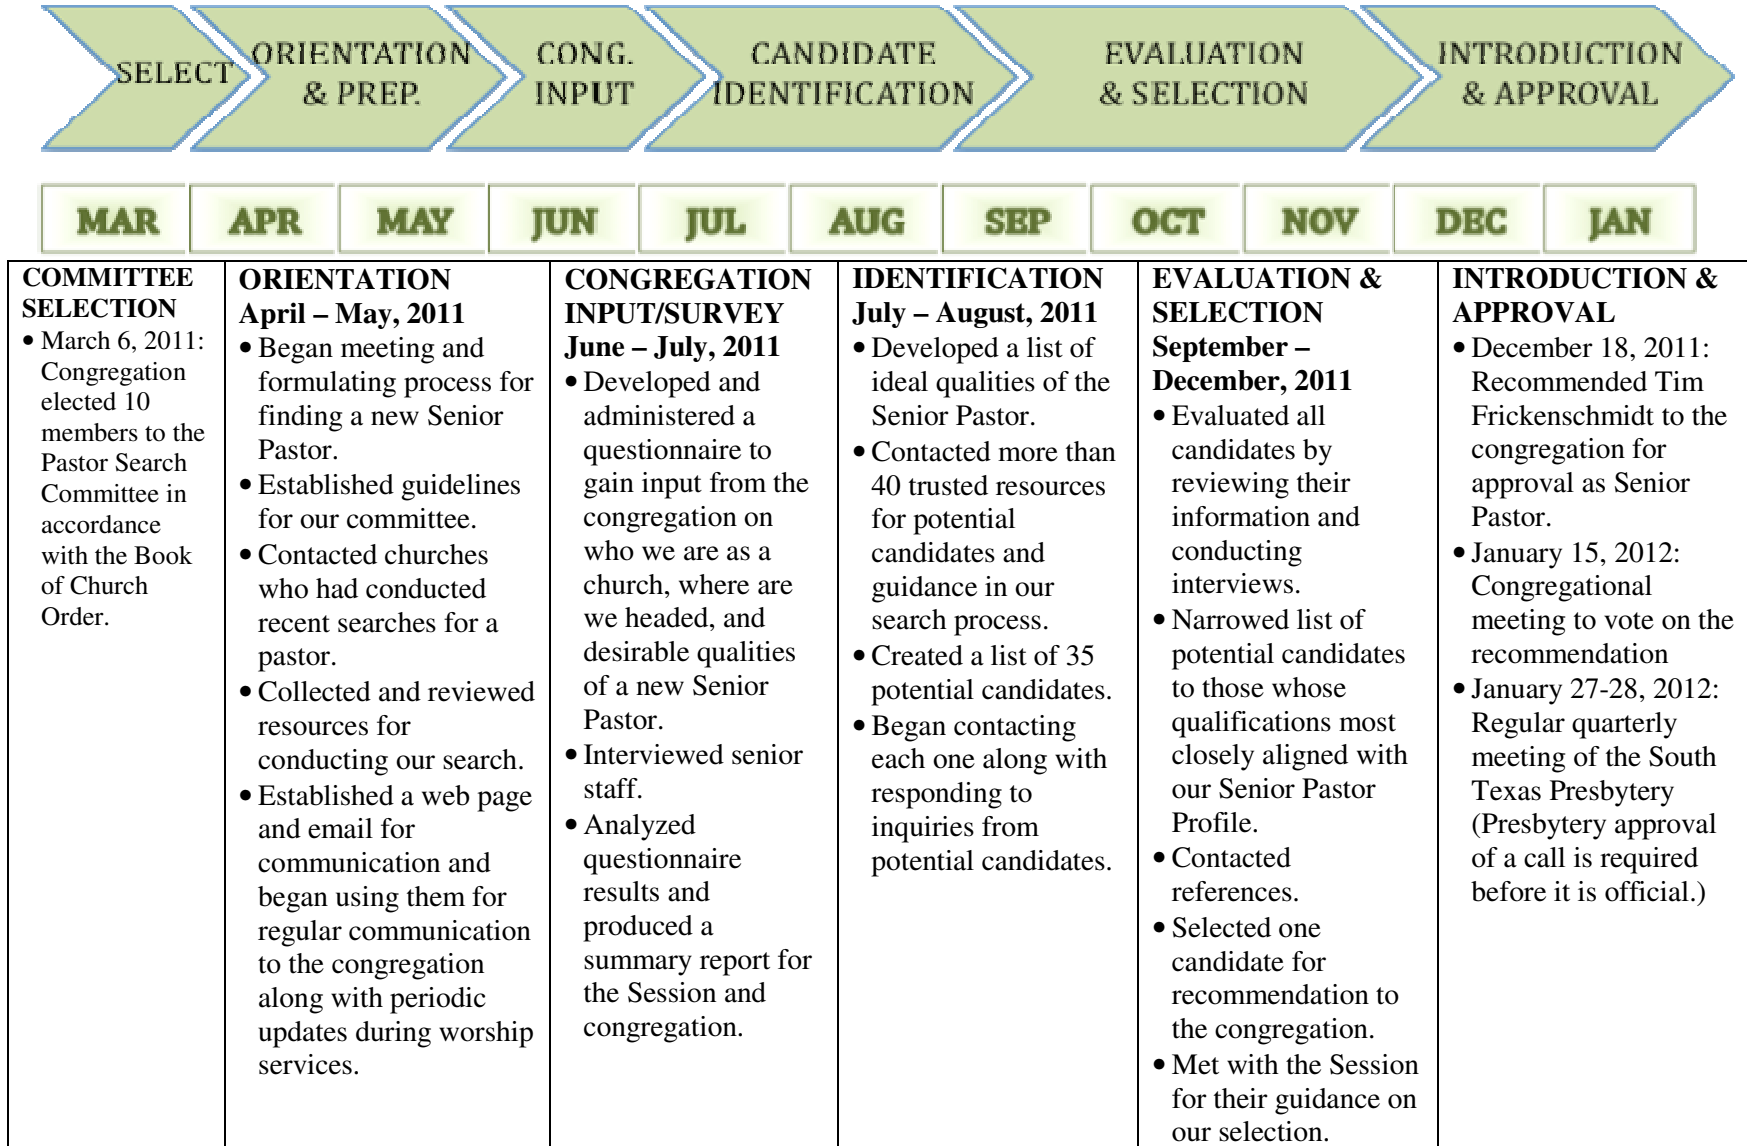 SELECT
ORIENTATION
& PREP.
CONG.
INPUT
CANDIDATE
IDENTIFICATION
EVALUATION
& SELECTION
INTRODUCTION
& APPROVAL
MAR APR MAY JUN JUL AUG SEP OCT NOV DEC JAN
COMMITTEE
SELECTION
• March 6, 2011:
Congregation
elected 10
members to the
Pastor Search
Committee in
accordance
with the Book
of Church
Order.
ORIENTATION
April – May, 2011
• Began meeting and
formulating process for
finding a new Senior
Pastor.
• Established guidelines
for our committee.
• Contacted churches
who had conducted
recent searches for a
pastor.
• Collected and reviewed
resources for
conducting our search.
• Established a web page
and email for
communication and
began using them for
regular communication
to the congregation
along with periodic
updates during worship
services.
CONGREGATION
INPUT/SURVEY
June – July, 2011
• Developed and
administered a
questionnaire to
gain input from the
congregation on
who we are as a
church, where are
we headed, and
desirable qualities
of a new Senior
Pastor.
• Interviewed senior
staff.
• Analyzed
questionnaire
results and
produced a
summary report for
the Session and
congregation.
IDENTIFICATION
July – August, 2011
• Developed a list of
ideal qualities of the
Senior Pastor.
• Contacted more than
40 trusted resources
for potential
candidates and
guidance in our
search process.
• Created a list of 35
potential candidates.
• Began contacting
each one along with
responding to
inquiries from
potential candidates.
EVALUATION &
SELECTION
September –
December, 2011
• Evaluated all
candidates by
reviewing their
information and
conducting
interviews.
• Narrowed list of
potential candidates
to those whose
qualifications most
closely aligned with
our Senior Pastor
Profile.
• Contacted
references.
• Selected one
candidate for
recommendation to
the congregation.
• Met with the Session
for their guidance on
our selection.
INTRODUCTION &
APPROVAL
• December 18, 2011:
Recommended Tim
Frickenschmidt to the
congregation for
approval as Senior
Pastor.
• January 15, 2012:
Congregational
meeting to vote on the
recommendation
• January 27-28, 2012:
Regular quarterly
meeting of the South
Texas Presbytery
(Presbytery approval
of a call is required
before it is official.)